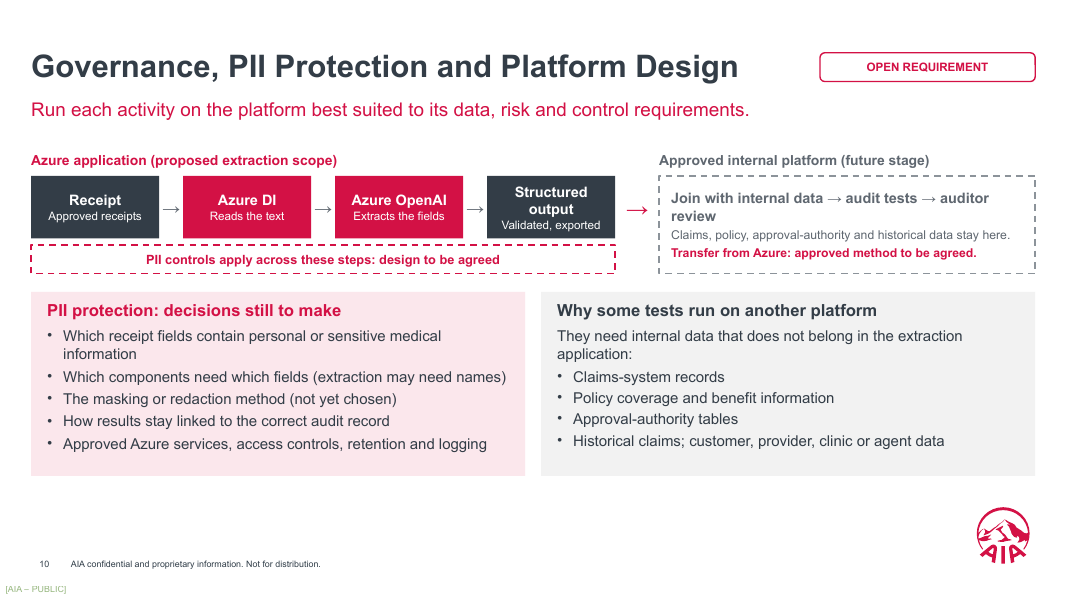 Governance, PII Protection and Platform Design
OPEN REQUIREMENT
Run each activity on the platform best suited to its data, risk and control requirements.
Azure application (proposed extraction scope)
Receipt
Approved receipts
→
Azure DI
Reads the text
→
Azure OpenAI
Extracts the fields
→
Structured
output
Validated, exported
PII controls apply across these steps: design to be agreed
→
Approved internal platform (future stage)
Join with internal data → audit tests → auditor
review
Claims, policy, approval-authority and historical data stay here.
Transfer from Azure: approved method to be agreed.
PII protection: decisions still to make
• Which receipt fields contain personal or sensitive medical
information
• Which components need which fields (extraction may need names)
• The masking or redaction method (not yet chosen)
• How results stay linked to the correct audit record
• Approved Azure services, access controls, retention and logging
Why some tests run on another platform
They need internal data that does not belong in the extraction
application:
• Claims-system records
• Policy coverage and benefit information
• Approval-authority tables
• Historical claims; customer, provider, clinic or agent data
AIA
10 AIA confidential and proprietary information. Not for distribution.
[AIA – PUBLIC]